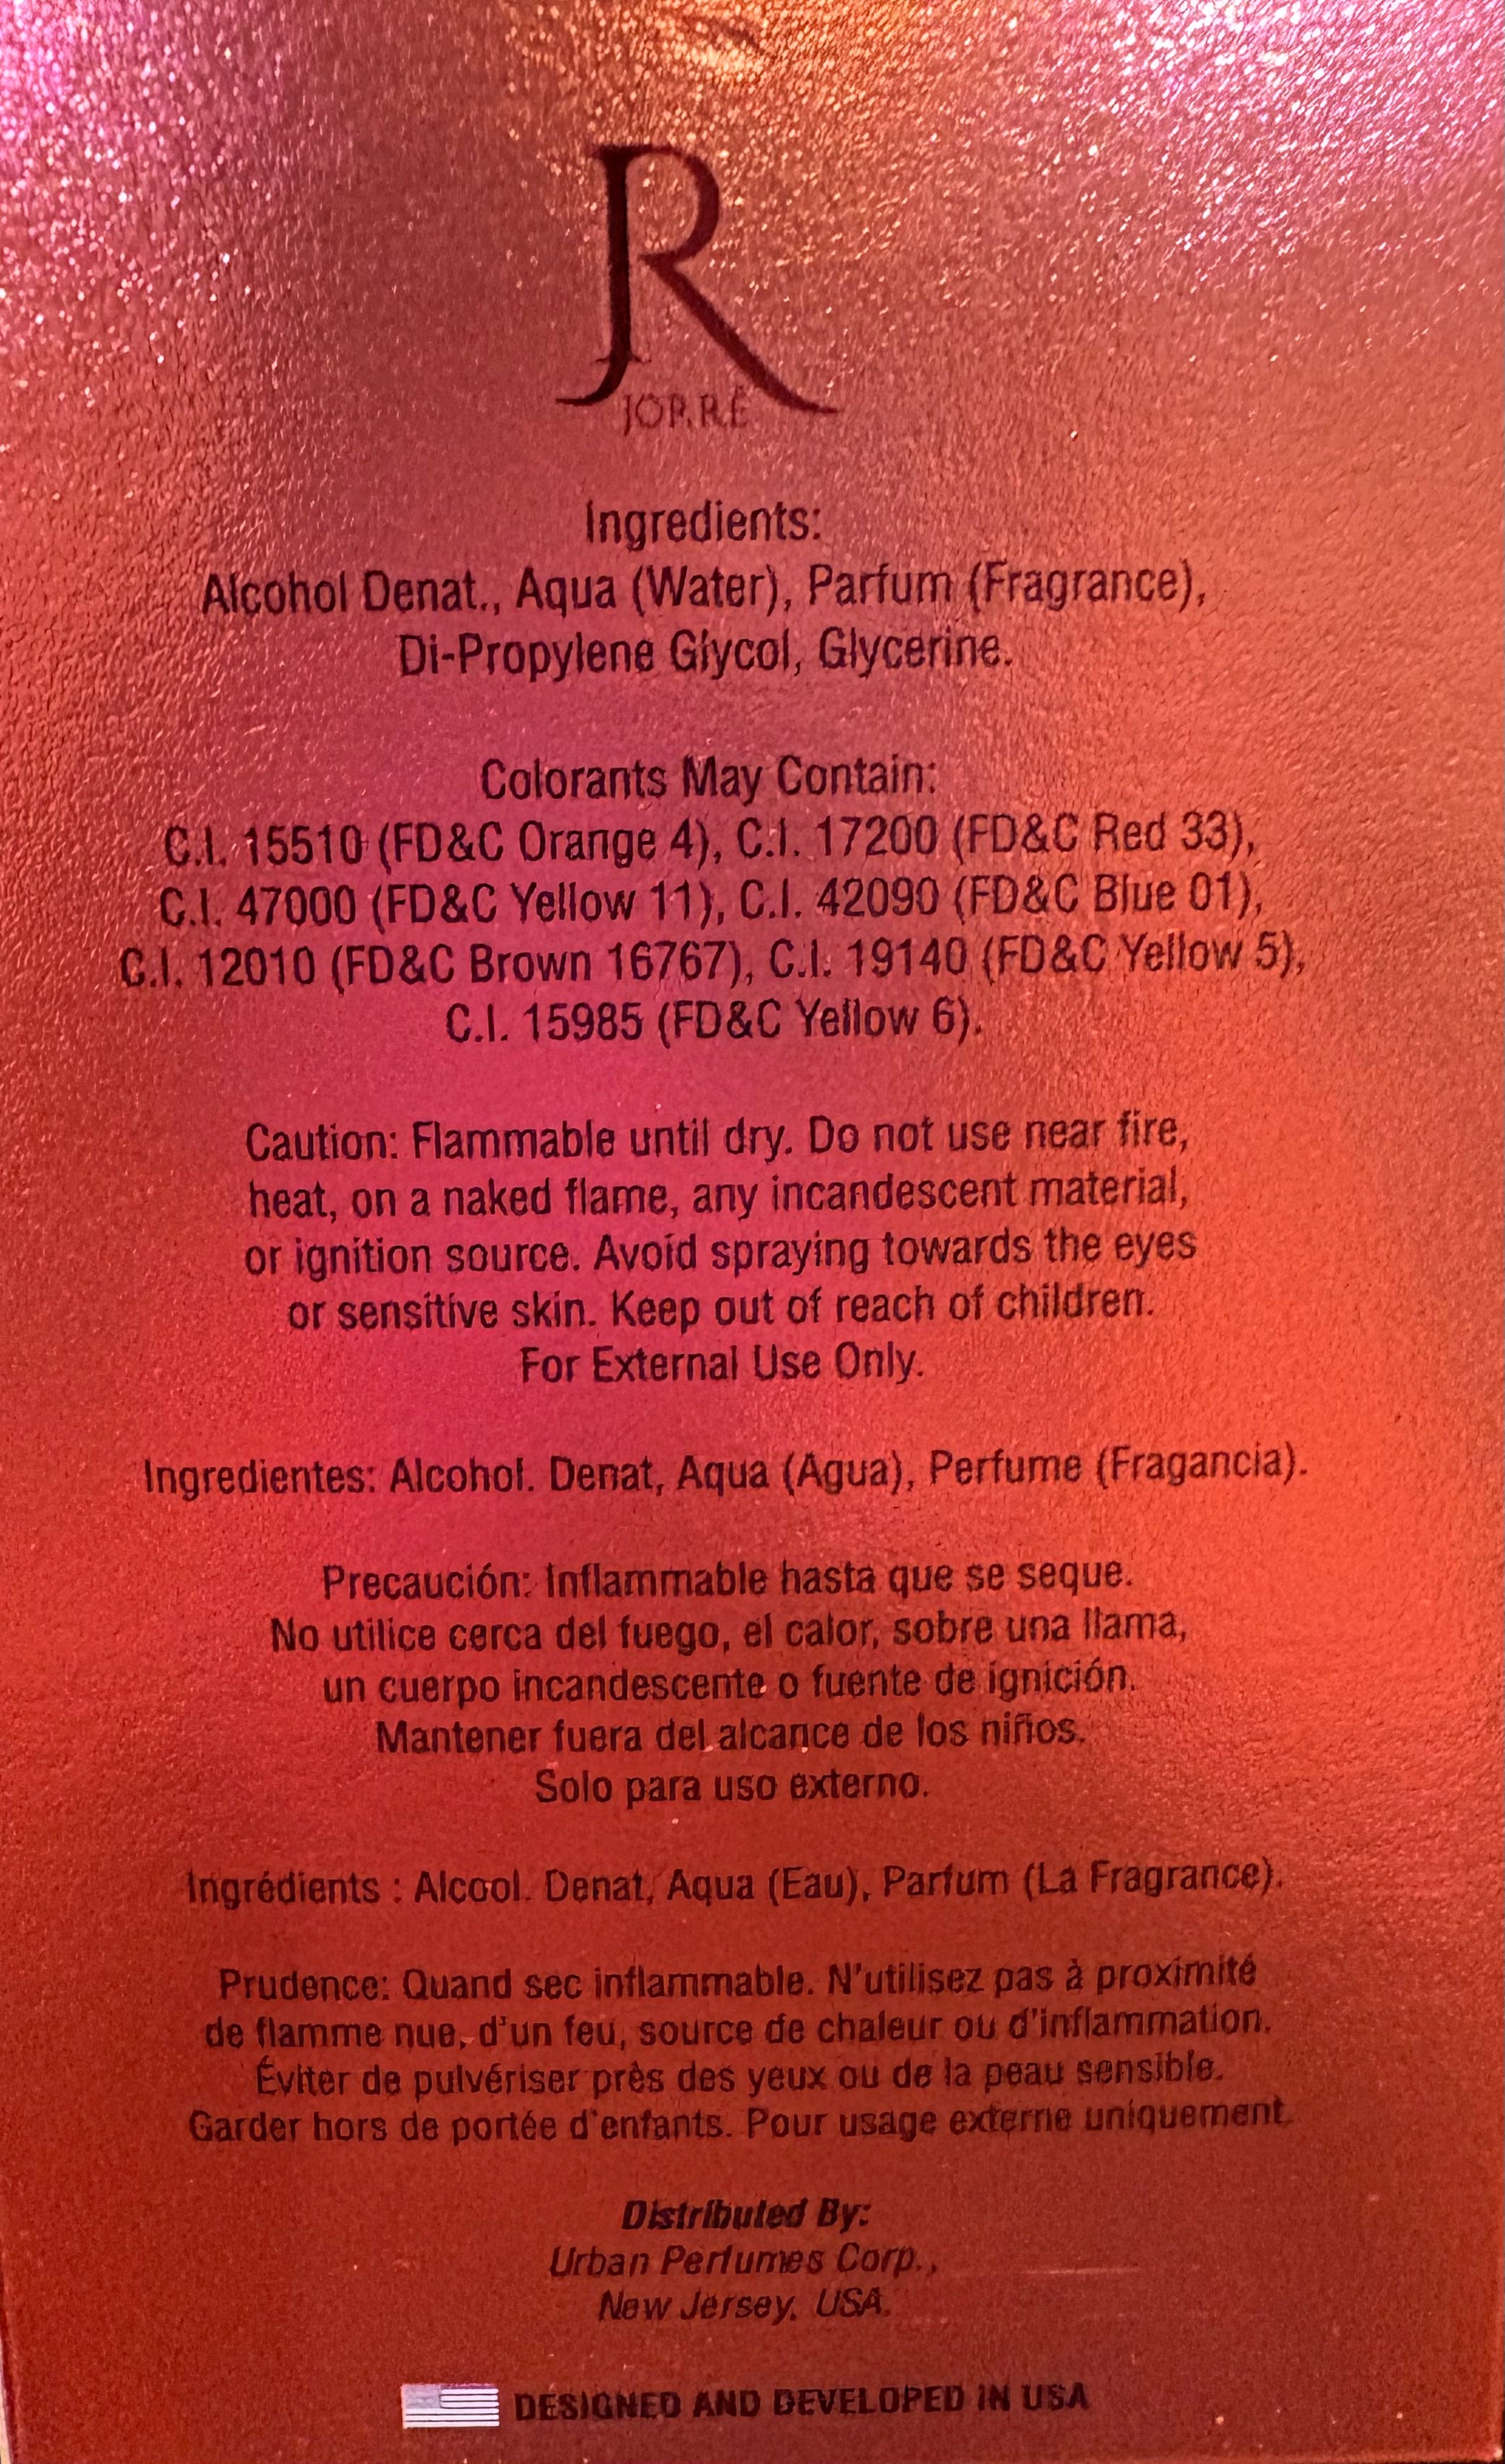 JR
JORRÉ
Ingredients:
Alcohol Denat., Aqua (Water), Parfum (Fragrance),
Di-Propylene Glycol, Glycerine.
Colorants May Contain:
C.I. 15510 (FD&C Orange 4), C.I. 17200 (FD&C Red 33),
C.I. 47000 (FD&C Yellow 11), C.I. 42090 (FD&C Blue 01),
C.I. 12010 (FD&C Brown 16767), C.I. 19140 (FD&C Yellow 5),
C.I. 15985 (FD&C Yellow 6).
Caution: Flammable until dry. Do not use near fire,
heat, on a naked flame, any incandescent material,
or ignition source. Avoid spraying towards the eyes
or sensitive skin. Keep out of reach of children.
For External Use Only.
Ingredientes: Alcohol. Denat, Aqua (Agua), Perfume (Fragancia).
Precaución: Inflammable hasta que se seque.
No utilice cerca del fuego, el calor, sobre una llama,
un cuerpo incandescente o fuente de ignición.
Mantener fuera del alcance de los niños.
Solo para uso externo.
Ingrédients : Alcool. Denat, Aqua (Eau), Parfum (La Fragrance).
Prudence: Quand sec inflammable. N'utilisez pas à proximité
de flamme nue, d'un feu, source de chaleur ou d'inflammation.
Éviter de pulvériser près des yeux ou de la peau sensible.
Garder hors de portée d'enfants. Pour usage externe uniquement.
Distributed By:
Urban Perfumes Corp.,
New Jersey, USA.
DESIGNED AND DEVELOPED IN USA